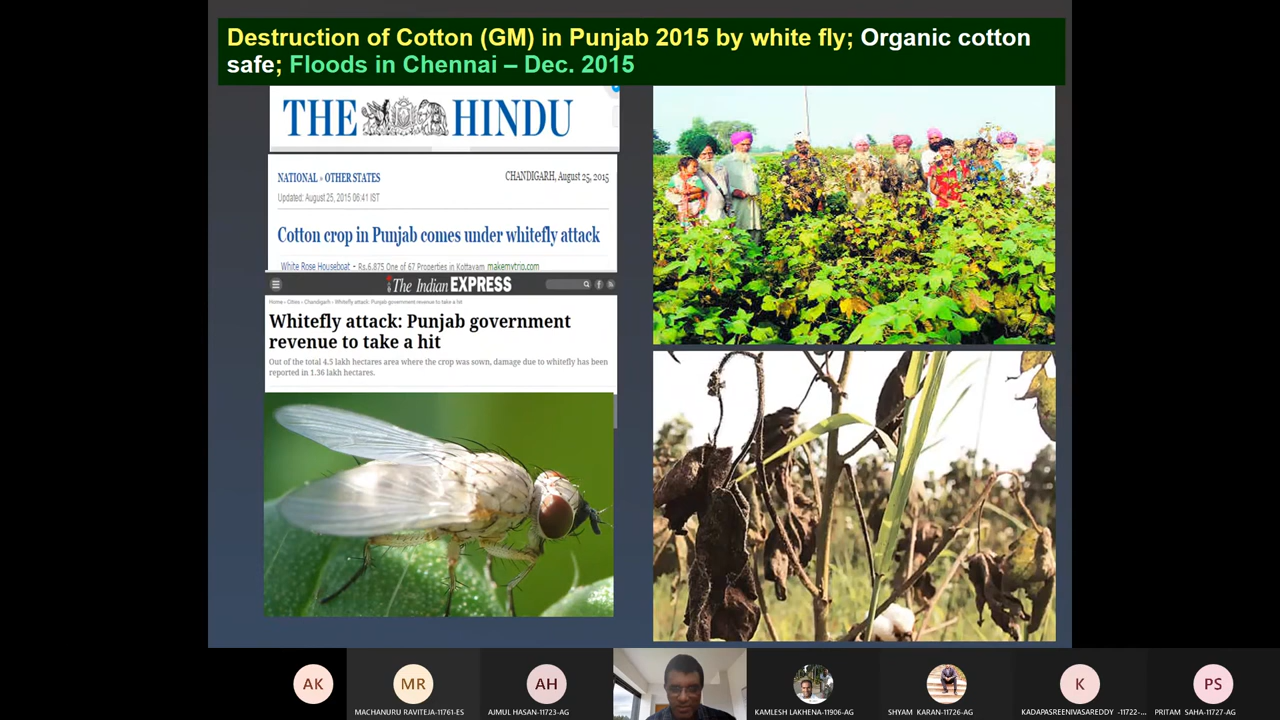 Destruction of Cotton (GM) in Punjab 2015 by white fly; Organic cotton
safe; Floods in Chennai – Dec. 2015
THE HINDU
NATIONAL » OTHER STATES
CHANDIGARH, August 25, 2015
Updated: August 25, 2015 06:41 IST
Cotton crop in Punjab comes under whitefly attack
White Rose Houseboat - Rs.6,875 One of 67 Properties in Kottayam makemytrip.com
The Indian EXPRESS
Home › Cities › Chandigarh › Whitefly attack: Punjab government revenue to take a hit
Whitefly attack: Punjab government
revenue to take a hit
Out of the total 4.5 lakh hectares area where the crop was sown, damage due to whitefly has been
reported in 1.36 lakh hectares.
AK
MR
AH
K
PS
MACHANURU RAVITEJA-11761-ES
AJMUL HASAN-11723-AG
KAMLESH LAKHENA-11906-AG
SHYAM KARAN-11726-AG
KADAPASREENIVASAREDDY -11722-...
PRITAM SAHA-11727-AG